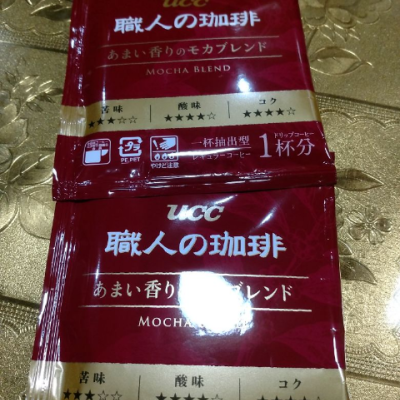 UCC
職人の珈琲
あまい香りのモカブレンド
MOCHA BLEND
苦味 酸味 コク
★★★☆☆ ★★★★☆ ★★★★☆
PE,PET やけど注意
一杯抽出型
レギュラーコーヒー
ドリップコーヒー
1杯分
UCC
職人の珈琲
あまい香り カブレンド
MOCHA
苦味 酸味 コク
★★★☆☆ ★★★★☆ ★★★★☆